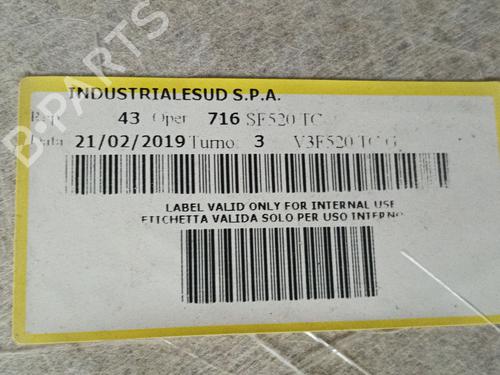 B-PARTS
INDUSTRIALESUD S.P.A.
Rep 43 Oper 716 SF520 TC
Data 21/02/2019 Turno: 3 V3F520 TC G
LABEL VALID ONLY FOR INTERNAL USE
ETICHETTA VALIDA SOLO PER USO INTERNO